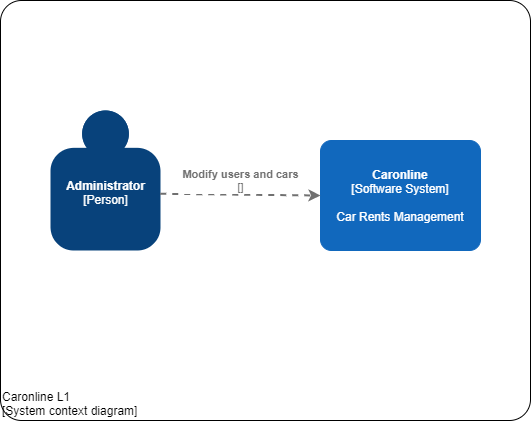 Administrator
[Person]
Modify users and cars
[]
Caronline
[Software System]
Car Rents Management
Caronline L1
[System context diagram]